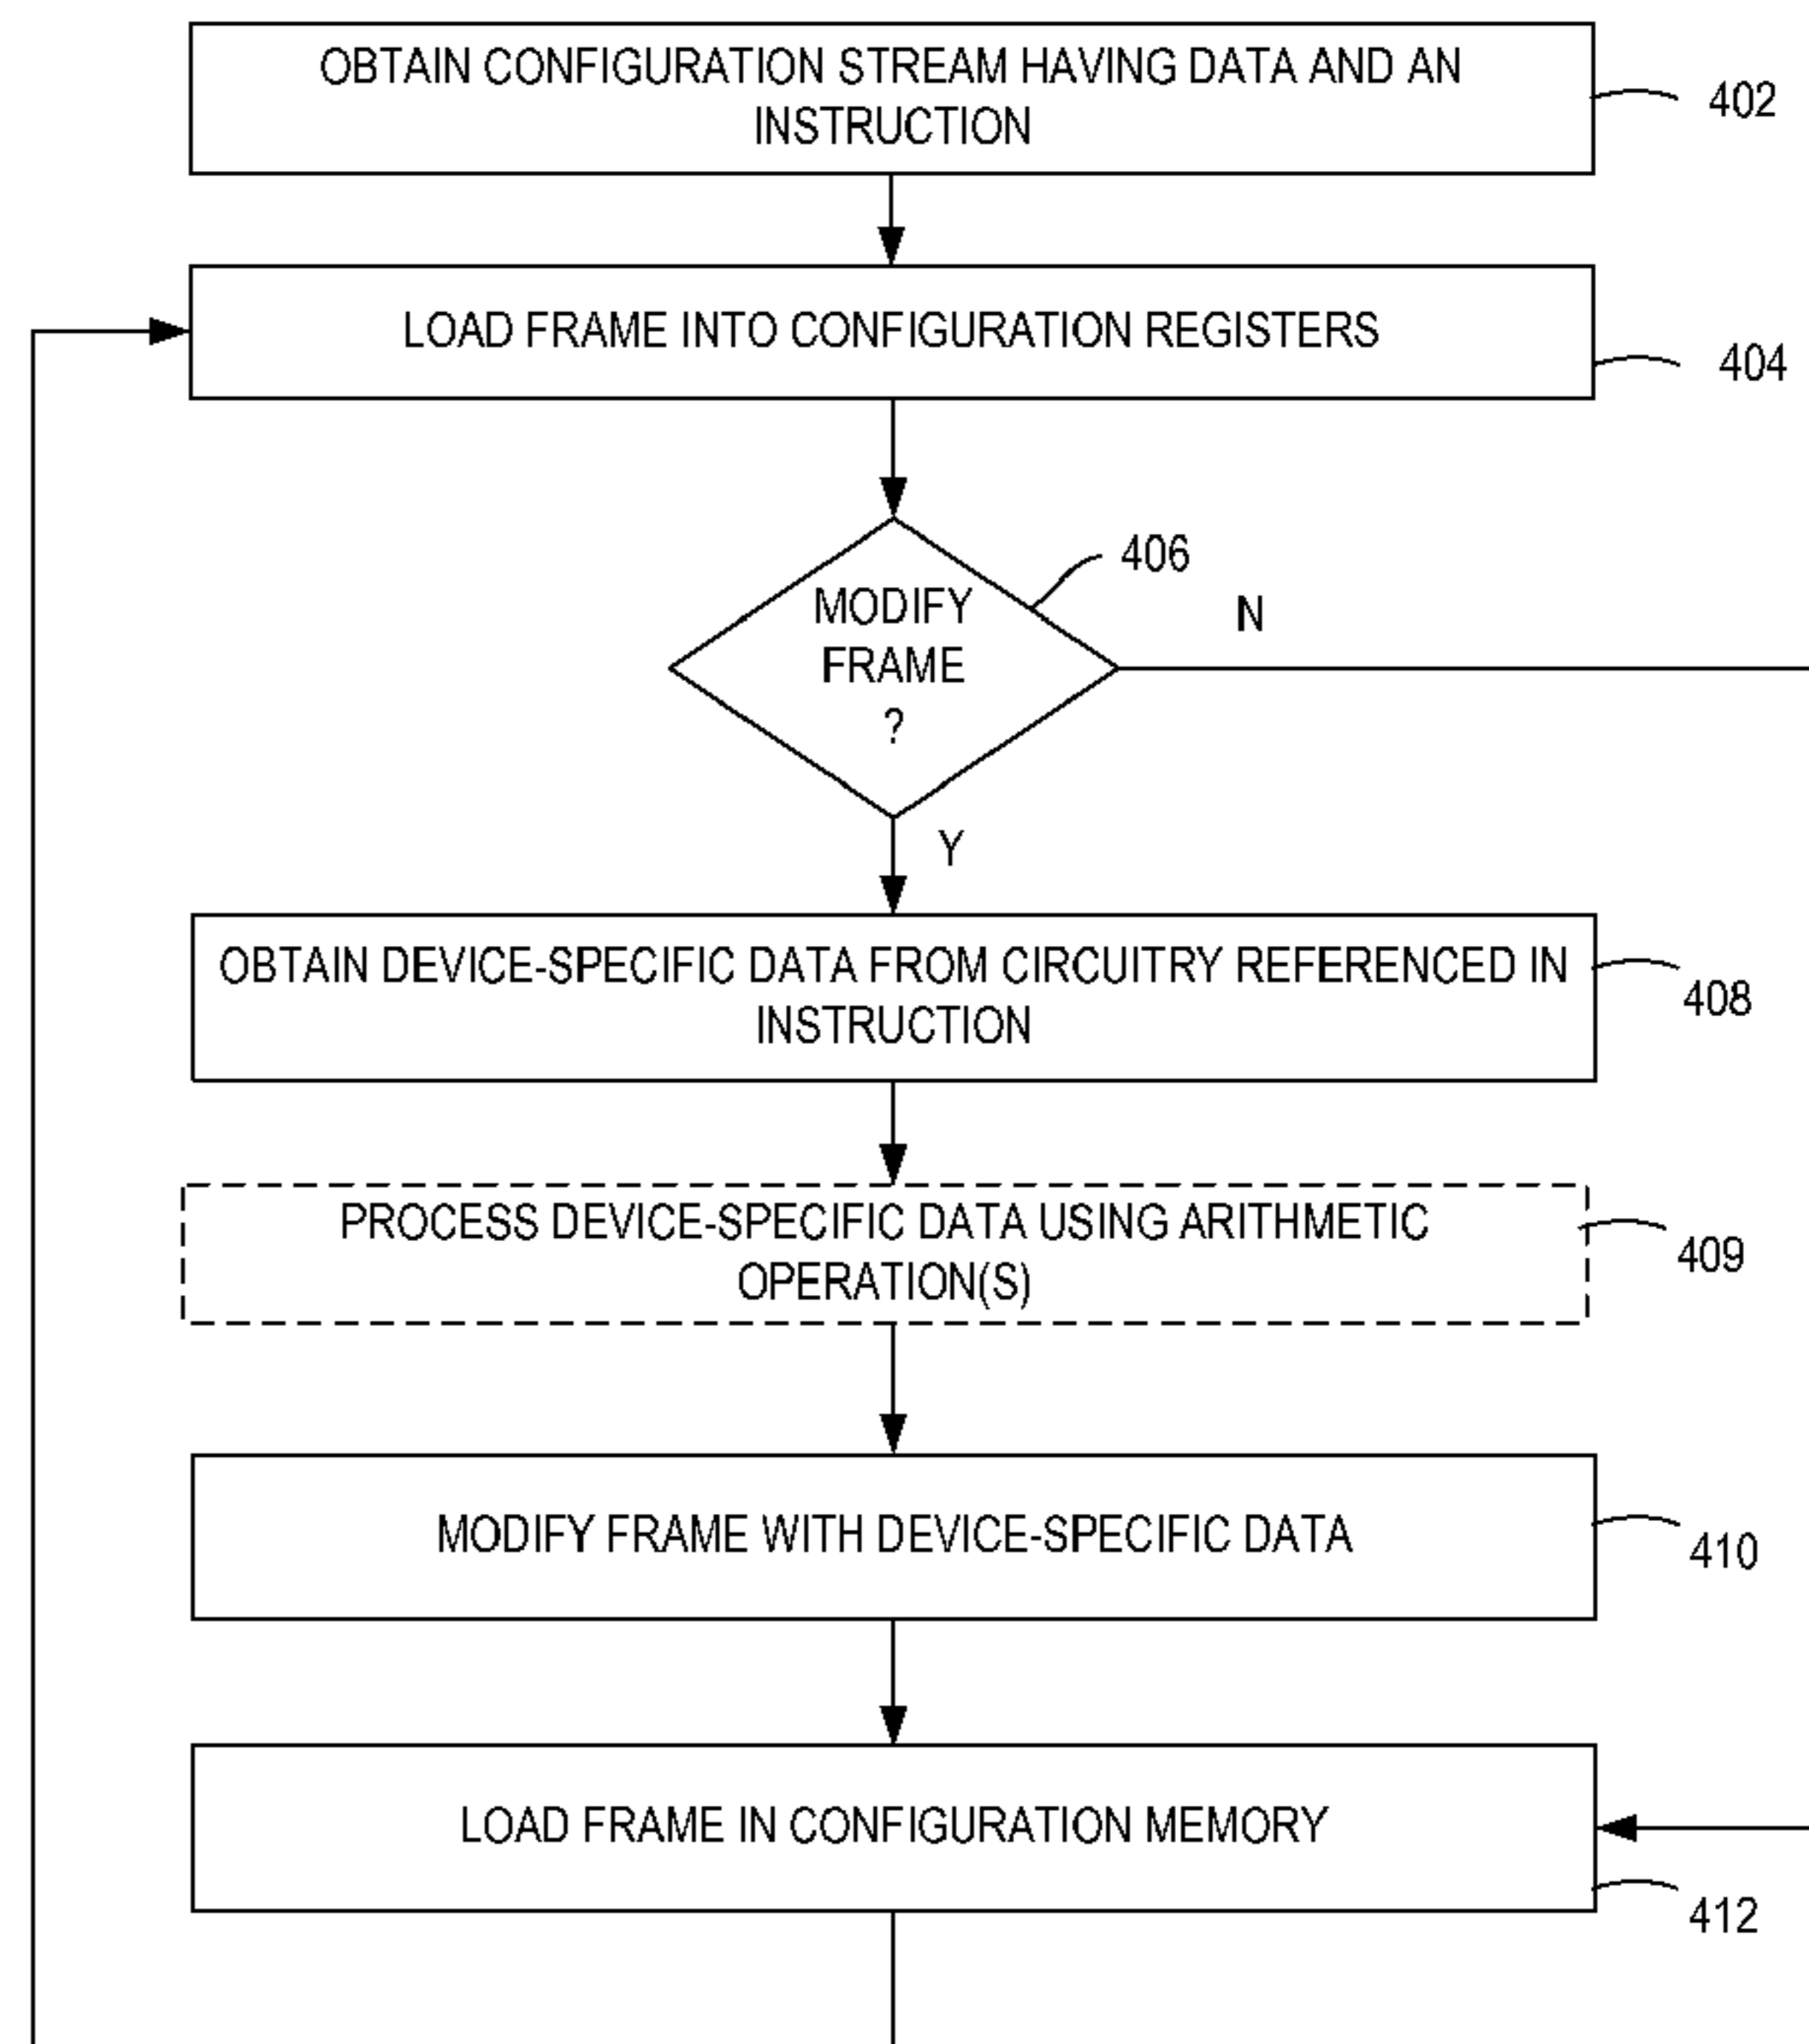 OBTAIN CONFIGURATION STREAM HAVING DATA AND AN
INSTRUCTION
402
LOAD FRAME INTO CONFIGURATION REGISTERS
404
406
MODIFY
FRAME
?
N
Y
OBTAIN DEVICE-SPECIFIC DATA FROM CIRCUITRY REFERENCED IN
INSTRUCTION
408
PROCESS DEVICE-SPECIFIC DATA USING ARITHMETIC
OPERATION(S)
409
MODIFY FRAME WITH DEVICE-SPECIFIC DATA
410
LOAD FRAME IN CONFIGURATION MEMORY
412